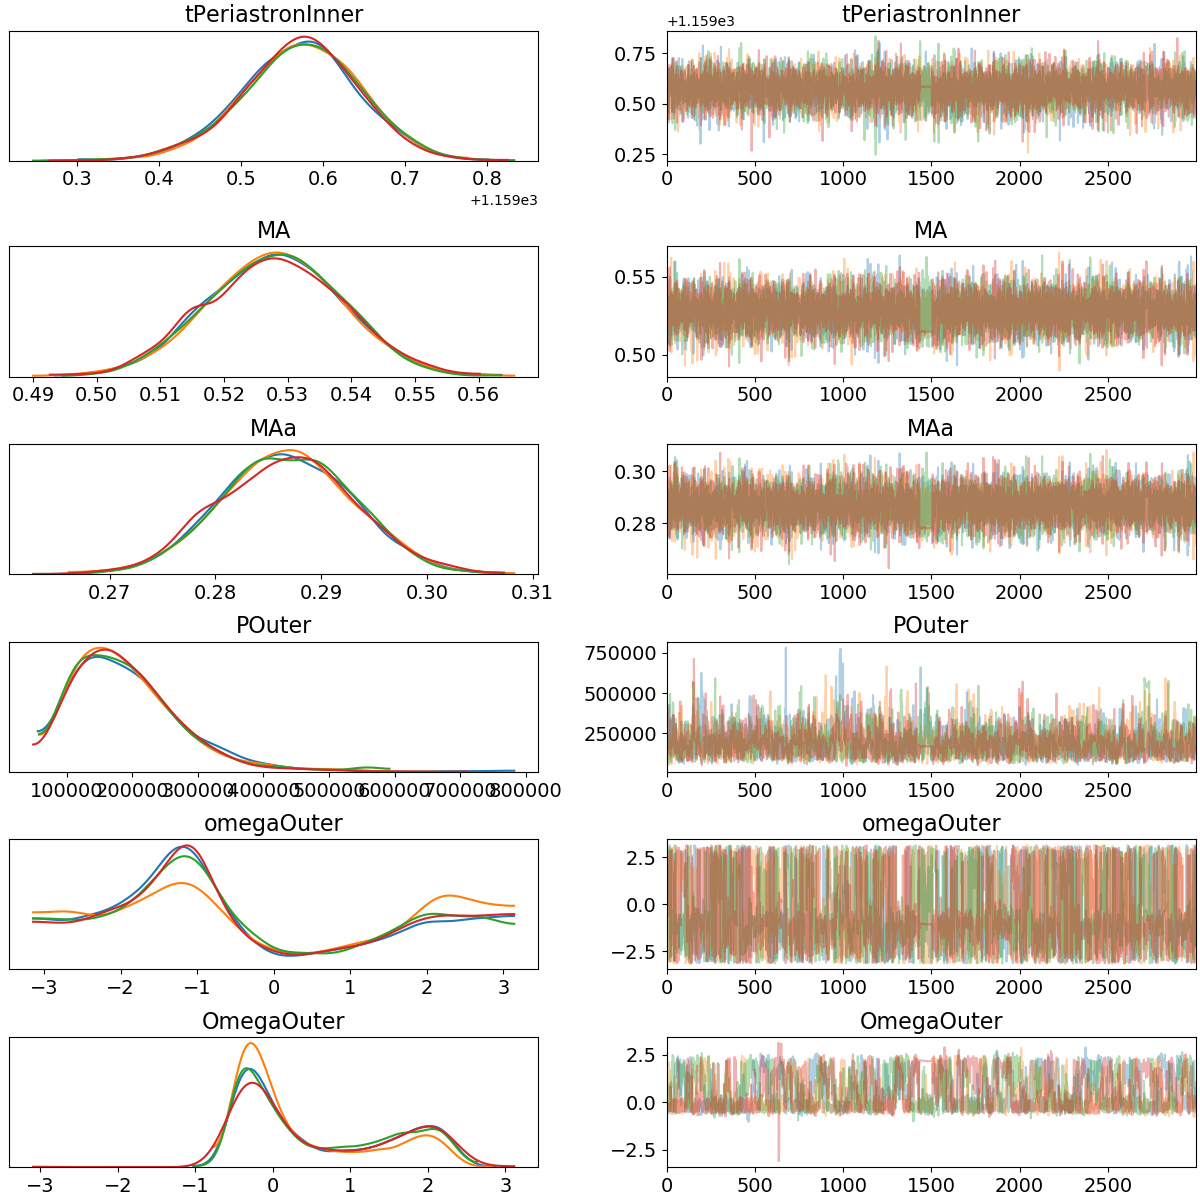 tPeriastronInner
tPeriastronInner
+1.159e3
0.75
0.50
0.25
0.3 0.4 0.5 0.6 0.7 0.8
0 500 1000 1500 2000 2500
+1.159e3
MA
MA
0.55
0.50
0.49 0.50 0.51 0.52 0.53 0.54 0.55 0.56
0 500 1000 1500 2000 2500
MAa
MAa
0.30
0.28
0.27 0.28 0.29 0.30 0.31
0 500 1000 1500 2000 2500
POuter
POuter
750000
500000
250000
100000 200000 300000 400000 500000 600000 700000 800000
0 500 1000 1500 2000 2500
omegaOuter
omegaOuter
2.5
0.0
−2.5
−3 −2 −1 0 1 2 3
0 500 1000 1500 2000 2500
OmegaOuter
OmegaOuter
2.5
0.0
−2.5
−3 −2 −1 0 1 2 3
0 500 1000 1500 2000 2500